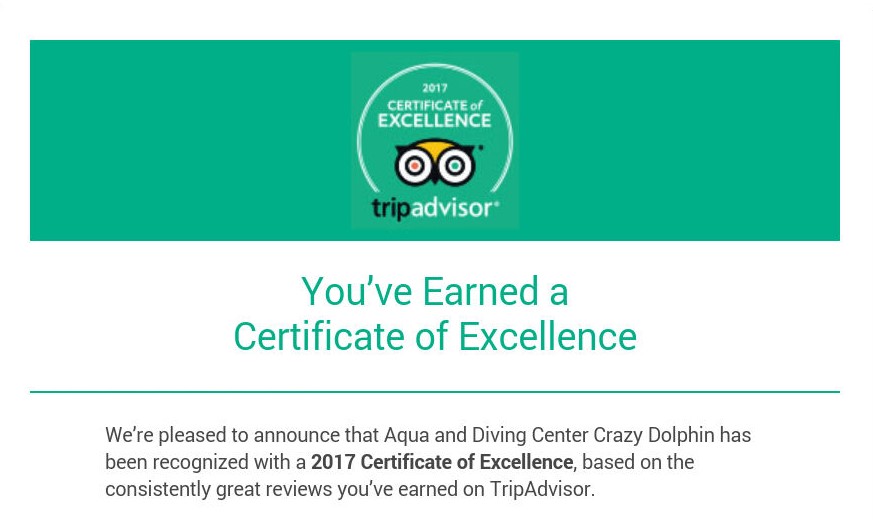 2017
CERTIFICATE of
EXCELLENCE
tripadvisor®
You’ve Earned a
Certificate of Excellence
We’re pleased to announce that Aqua and Diving Center Crazy Dolphin has
been recognized with a 2017 Certificate of Excellence, based on the
consistently great reviews you’ve earned on TripAdvisor.